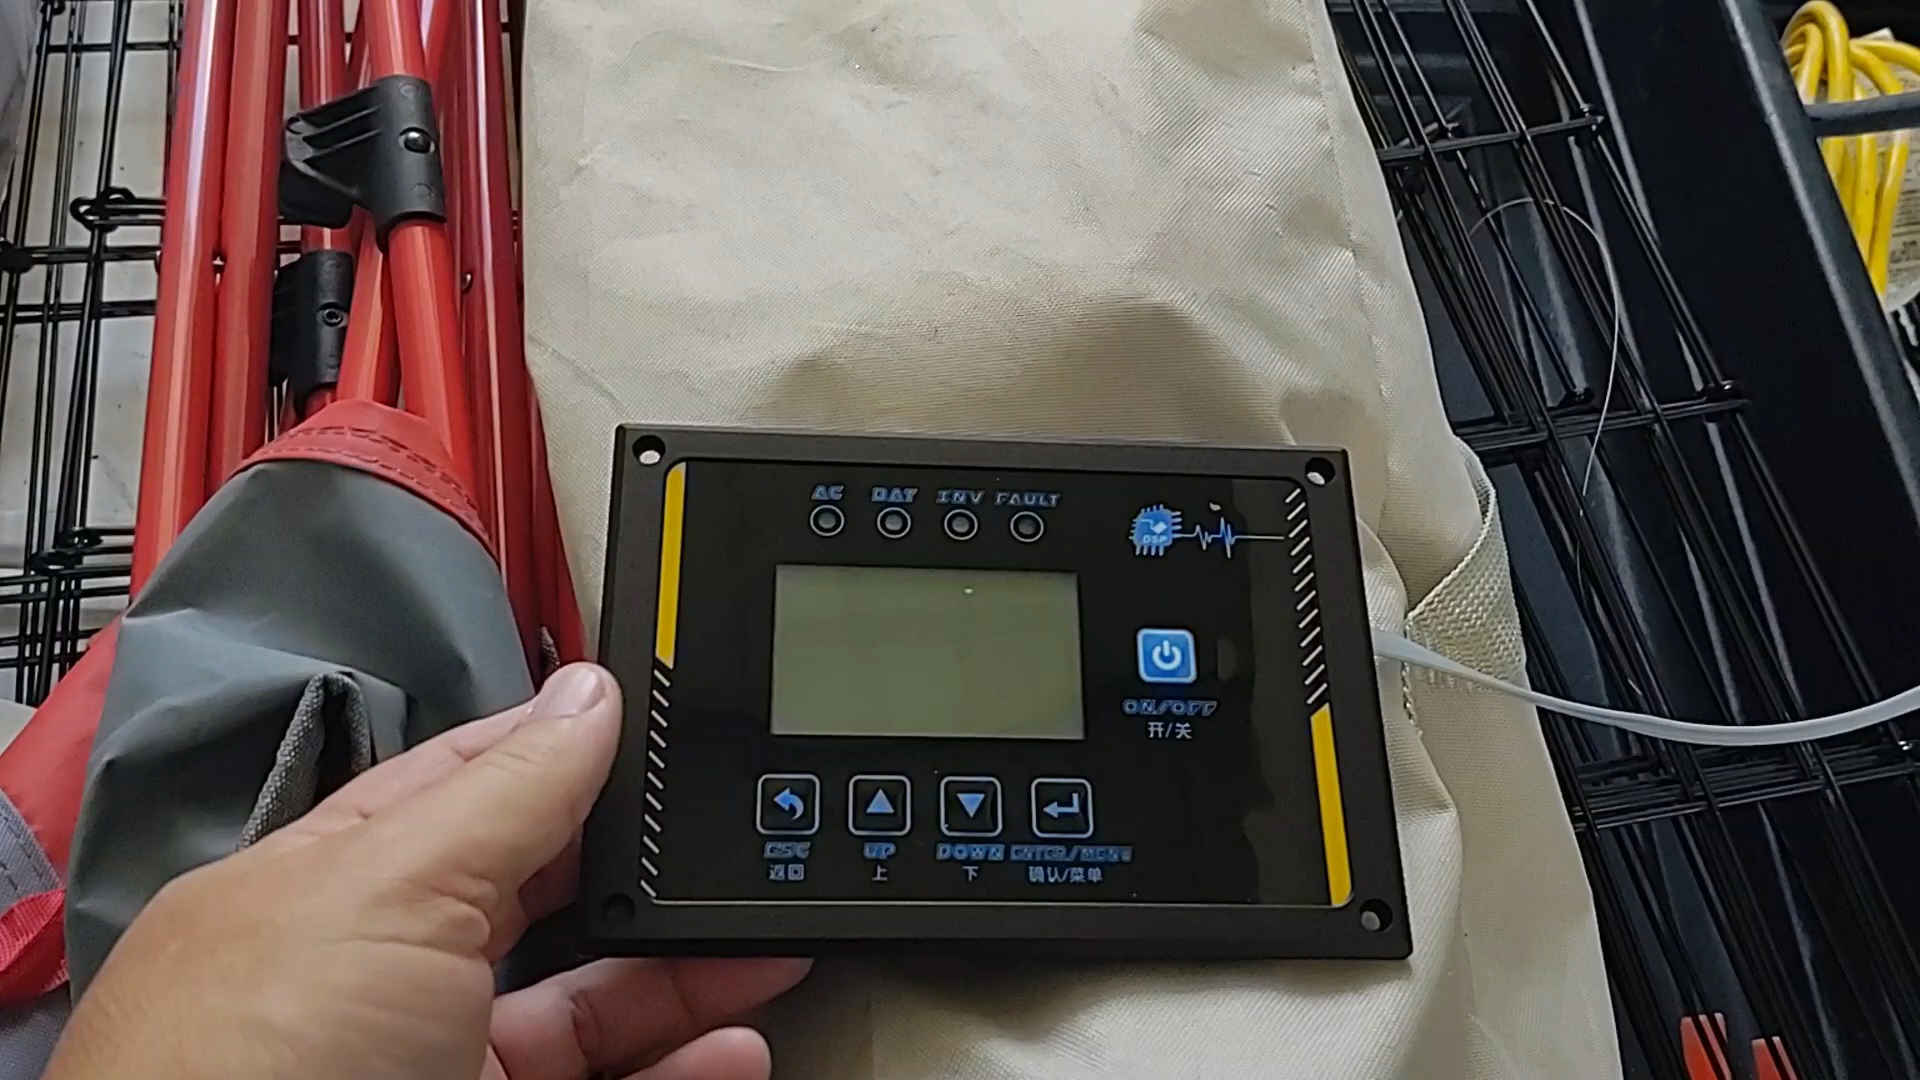 AC BAT INV FAULT
DSP
ON/OFF
开/关
ESC UP DOWN ENTER/MENU
返回 上 下 确认/菜单